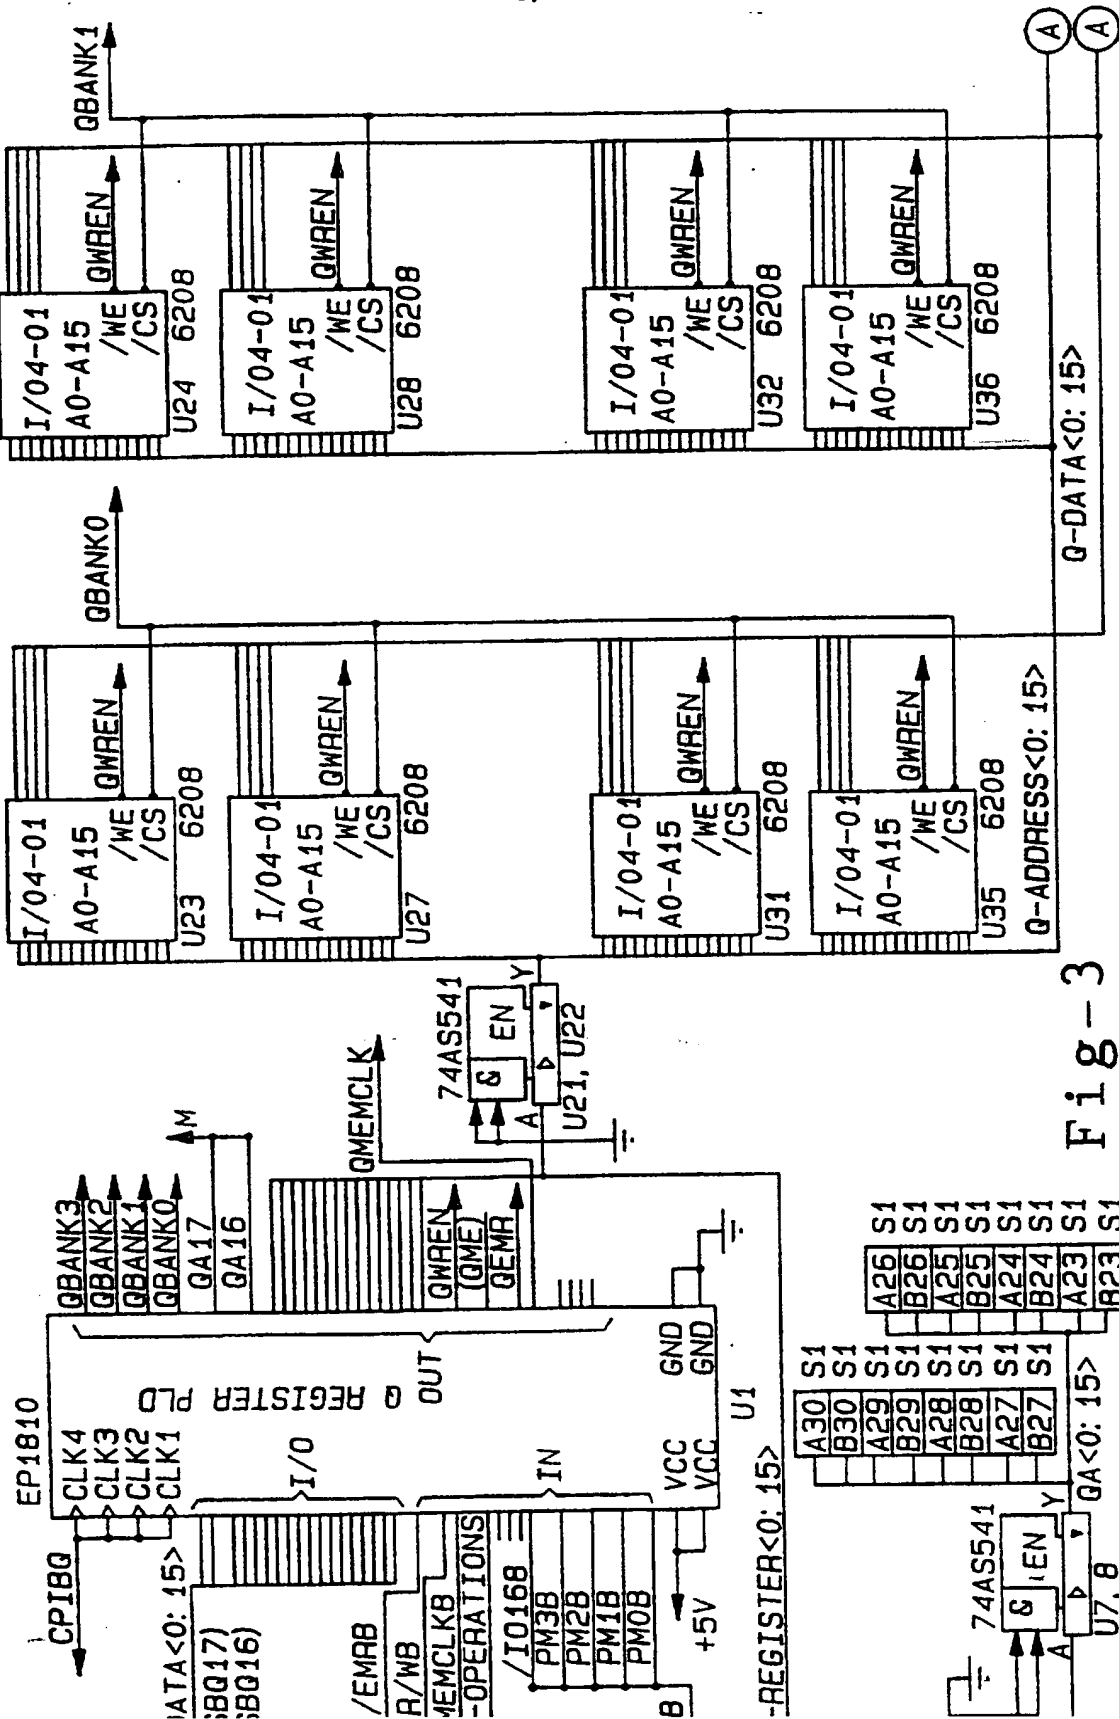 EP1810
CPIBQ
CLK4
CLK3
CLK2
CLK1
Q REGISTER PLD
I/O
OUT
IN
VCC
VCC
GND
GND
U1
+5V
DATA<0: 15>
SBQ17)
SBQ16)
/EMRB
R/WB
MEMCLKB
-OPERATIONS
/IO168
PM3B
PM2B
PM1B
PM0B
B
-REGISTER<0: 15>
QBANK3
QBANK2
QBANK1
QBANK0
QA17
QA16
M
QWREN
(QME)
QEMR
QMEMCLK
74AS541
&
EN
A
Y
U21, U22
74AS541
&
EN
A
Y
U7, 8
QA<0: 15>
A30 S1
B30 S1
A29 S1
B29 S1
A28 S1
B28 S1
A27 S1
B27 S1
A26 S1
B26 S1
A25 S1
B25 S1
A24 S1
B24 S1
A23 S1
B23 S1
QBANK0
I/04-01
A0-A15
/WE
/CS
U23 6208
QWREN
I/04-01
A0-A15
/WE
/CS
U27 6208
QWREN
I/04-01
A0-A15
/WE
/CS
U31 6208
QWREN
I/04-01
A0-A15
/WE
/CS
U35 6208
QWREN
Q-ADDRESS<0: 15>
QBANK1
I/04-01
A0-A15
/WE
/CS
U24 6208
QWREN
I/04-01
A0-A15
/WE
/CS
U28 6208
QWREN
I/04-01
A0-A15
/WE
/CS
U32 6208
QWREN
I/04-01
A0-A15
/WE
/CS
U36 6208
QWREN
Q-DATA<0: 15>
A
A
Fig-3